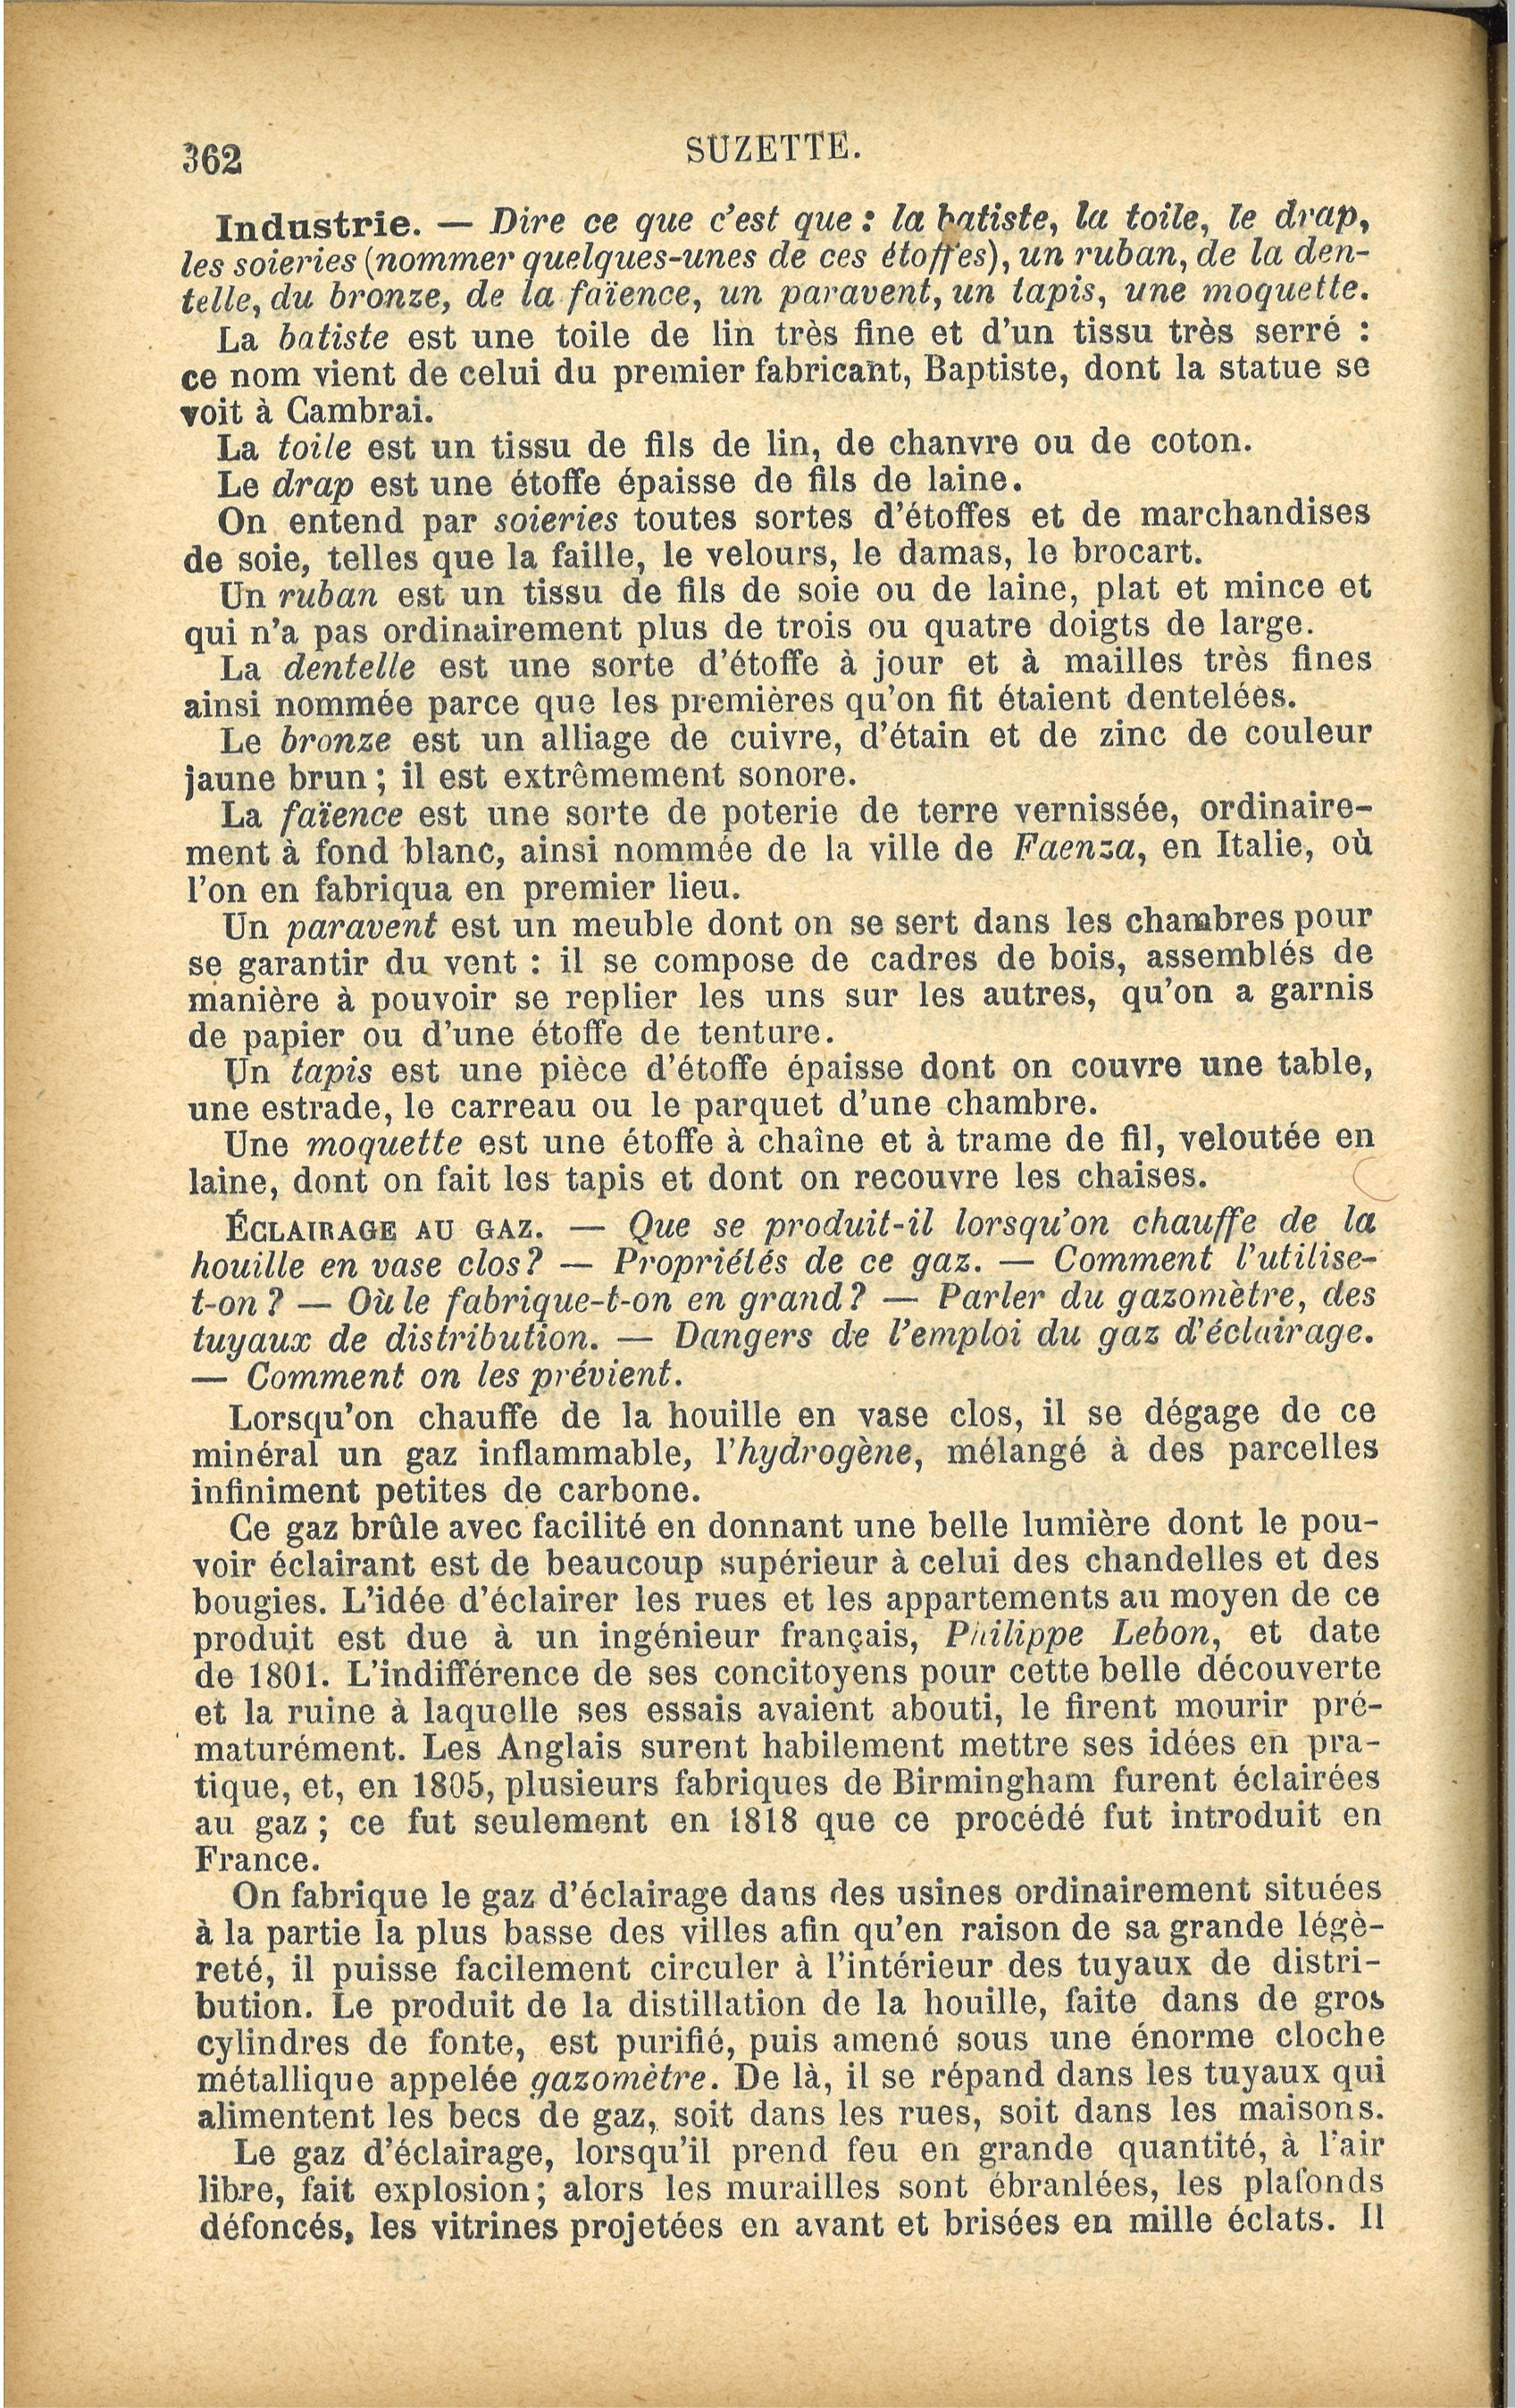 362
SUZETTE.
Industrie. — Dire ce que c'est que : la batiste, la toile, le drap,
les soieries (nommer quelques-unes de ces étoffes), un ruban, de la den-
telle, du bronze, de la faïence, un paravent, un tapis, une moquette.
La batiste est une toile de lin très fine et d'un tissu très serré :
ce nom vient de celui du premier fabricant, Baptiste, dont la statue se
voit à Cambrai.
La toile est un tissu de fils de lin, de chanvre ou de coton.
Le drap est une étoffe épaisse de fils de laine.
On entend par soieries toutes sortes d'étoffes et de marchandises
de soie, telles que la faille, le velours, le damas, le brocart.
Un ruban est un tissu de fils de soie ou de laine, plat et mince et
qui n'a pas ordinairement plus de trois ou quatre doigts de large.
La dentelle est une sorte d'étoffe à jour et à mailles très fines
ainsi nommée parce que les premières qu'on fit étaient dentelées.
Le bronze est un alliage de cuivre, d'étain et de zinc de couleur
jaune brun ; il est extrêmement sonore.
La faïence est une sorte de poterie de terre vernissée, ordinaire-
ment à fond blanc, ainsi nommée de la ville de Faenza, en Italie, où
l'on en fabriqua en premier lieu.
Un paravent est un meuble dont on se sert dans les chambres pour
se garantir du vent : il se compose de cadres de bois, assemblés de
manière à pouvoir se replier les uns sur les autres, qu'on a garnis
de papier ou d'une étoffe de tenture.
Un tapis est une pièce d'étoffe épaisse dont on couvre une table,
une estrade, le carreau ou le parquet d'une chambre.
Une moquette est une étoffe à chaîne et à trame de fil, veloutée en
laine, dont on fait les tapis et dont on recouvre les chaises.
ÉCLAIRAGE AU GAZ. — Que se produit-il lorsqu'on chauffe de la
houille en vase clos ? — Propriétés de ce gaz. — Comment l'utilise-
t-on ? — Où le fabrique-t-on en grand ? — Parler du gazomètre, des
tuyaux de distribution. — Dangers de l'emploi du gaz d'éclairage.
— Comment on les prévient.
Lorsqu'on chauffe de la houille en vase clos, il se dégage de ce
minéral un gaz inflammable, l'hydrogène, mélangé à des parcelles
infiniment petites de carbone.
Ce gaz brûle avec facilité en donnant une belle lumière dont le pou-
voir éclairant est de beaucoup supérieur à celui des chandelles et des
bougies. L'idée d'éclairer les rues et les appartements au moyen de ce
produit est due à un ingénieur français, Philippe Lebon, et date
de 1801. L'indifférence de ses concitoyens pour cette belle découverte
et la ruine à laquelle ses essais avaient abouti, le firent mourir pré-
maturément. Les Anglais surent habilement mettre ses idées en pra-
tique, et, en 1805, plusieurs fabriques de Birmingham furent éclairées
au gaz ; ce fut seulement en 1818 que ce procédé fut introduit en
France.
On fabrique le gaz d'éclairage dans des usines ordinairement situées
à la partie la plus basse des villes afin qu'en raison de sa grande légè-
reté, il puisse facilement circuler à l'intérieur des tuyaux de distri-
bution. Le produit de la distillation de la houille, faite dans de gros
cylindres de fonte, est purifié, puis amené sous une énorme cloche
métallique appelée gazomètre. De là, il se répand dans les tuyaux qui
alimentent les becs de gaz, soit dans les rues, soit dans les maisons.
Le gaz d'éclairage, lorsqu'il prend feu en grande quantité, à l'air
libre, fait explosion; alors les murailles sont ébranlées, les plafonds
défoncés, les vitrines projetées en avant et brisées en mille éclats. Il